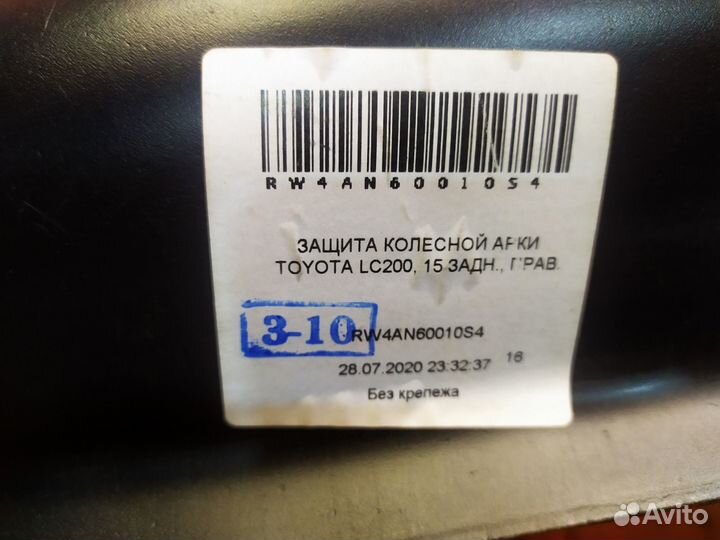 RW4AN60010S4
ЗАЩИТА КОЛЕСНОЙ АРКИ
TOYOTA LC200, 15 ЗАДН., ПРАВ.
3-10
RW4AN60010S4
28.07.2020 23:32:37 16
Без крепежа
Avito